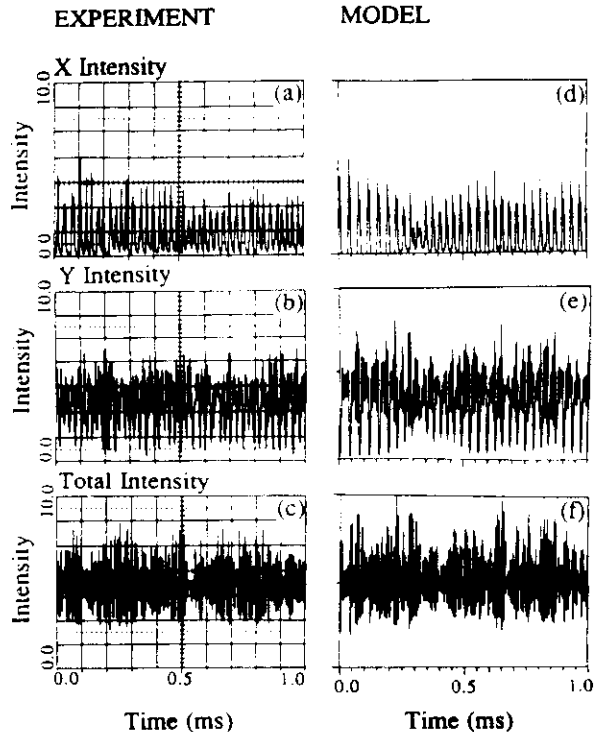 EXPERIMENT MODEL
X Intensity
10.0
(a)
(d)
Intensity
0.0
Y Intensity
10.0
(b)
(e)
Intensity
0.0
Total Intensity
10.0
(c)
(f)
Intensity
0.0
0.0 0.5 1.0 0.0 0.5 1.0
Time (ms) Time (ms)